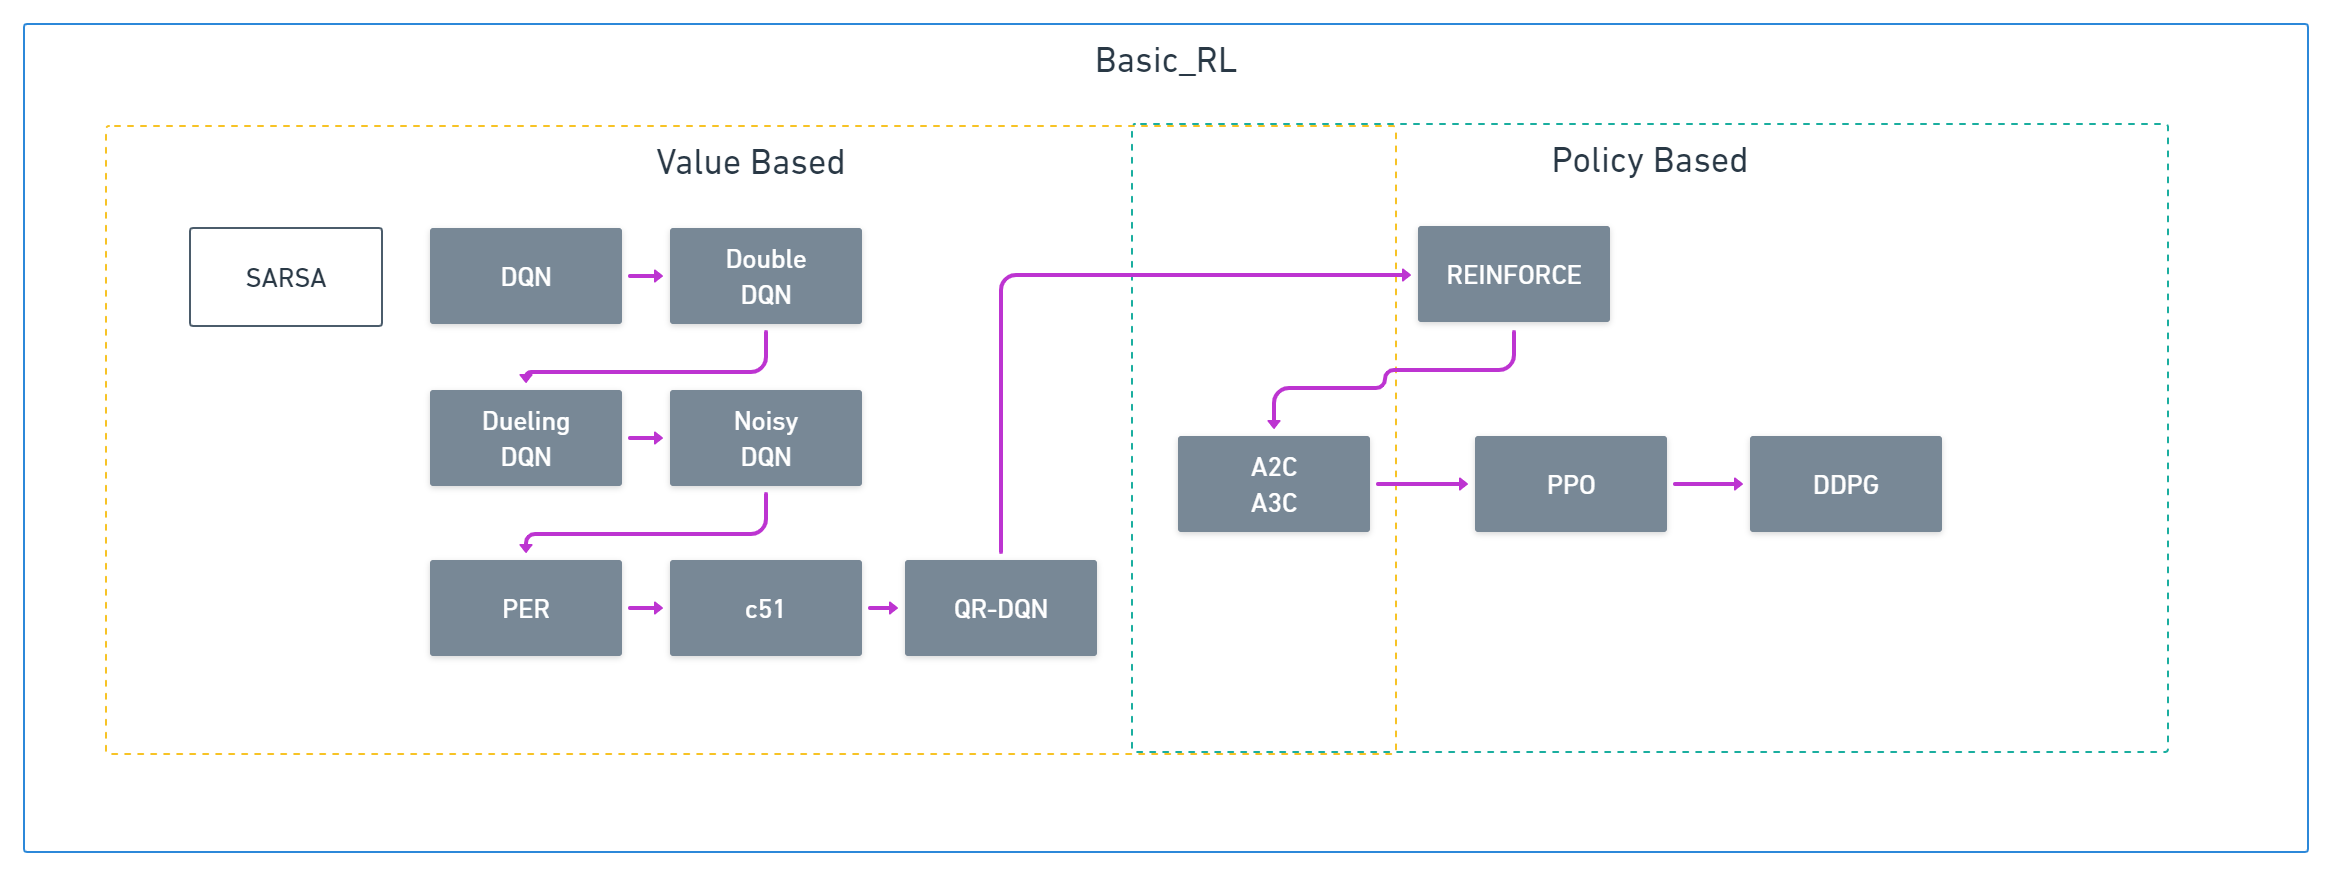 Basic_RL
Value Based
Policy Based
SARSA
DQN
Double
DQN
REINFORCE
Dueling
DQN
Noisy
DQN
A2C
A3C
PPO
DDPG
PER
c51
QR-DQN